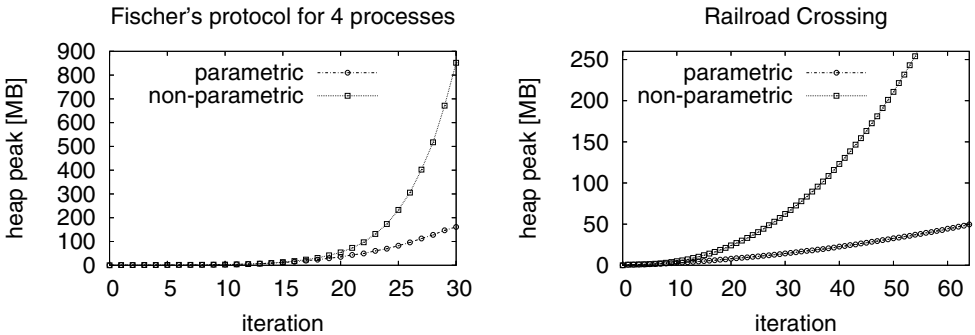 Fischer's protocol for 4 processes
heap peak [MB]
900
800
700
600
500
400
300
200
100
0
parametric
non-parametric
0 5 10 15 20 25 30
iteration
Railroad Crossing
heap peak [MB]
250
200
150
100
50
0
parametric
non-parametric
0 10 20 30 40 50 60
iteration